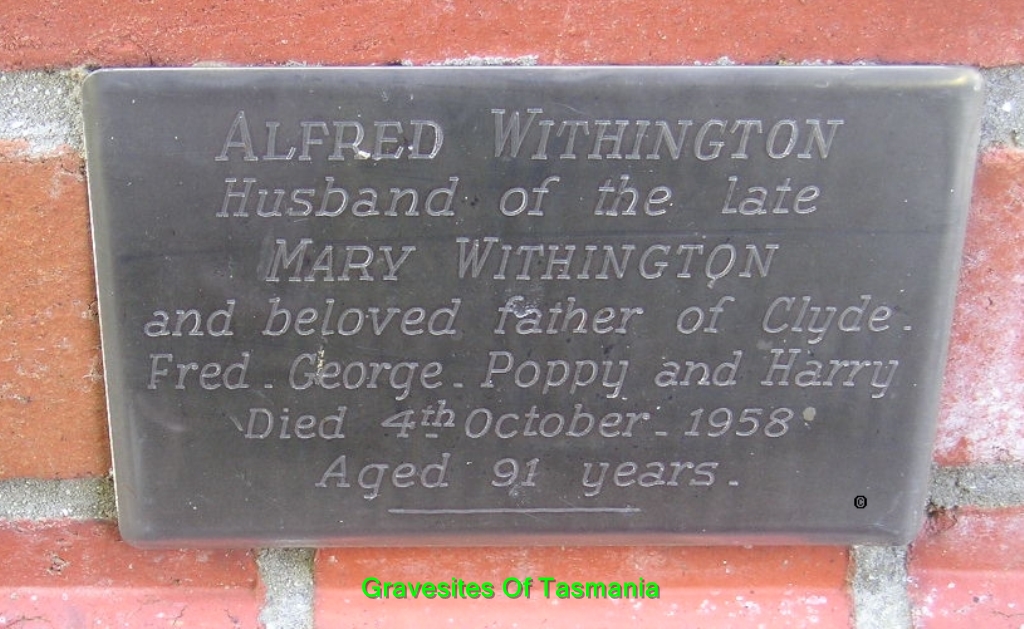 ALFRED WITHINGTON
Husband of the late
MARY WITHINGTON
and beloved father of Clyde.
Fred. George. Poppy and Harry
Died 4th October. 1958
Aged 91 years.
©
Gravesites Of Tasmania